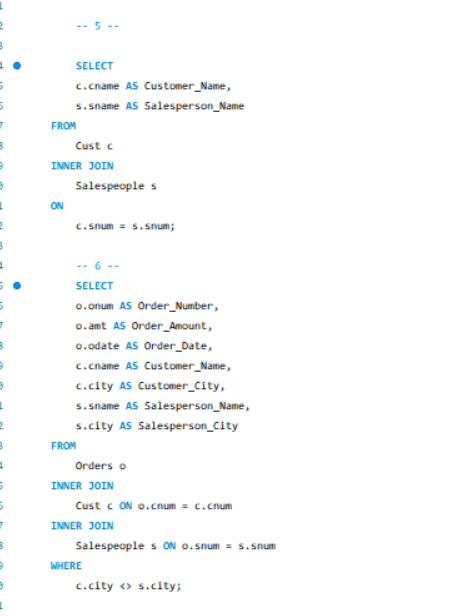 -- 5 --
SELECT
c.cname AS Customer_Name,
s.sname AS Salesperson_Name
FROM
Cust c
INNER JOIN
Salespeople s
ON
c.snum = s.snum;
-- 6 --
SELECT
o.onum AS Order_Number,
o.amt AS Order_Amount,
o.odate AS Order_Date,
c.cname AS Customer_Name,
c.city AS Customer_City,
s.sname AS Salesperson_Name,
s.city AS Salesperson_City
FROM
Orders o
INNER JOIN
Cust c ON o.cnum = c.cnum
INNER JOIN
Salespeople s ON o.snum = s.snum
WHERE
c.city <> s.city;